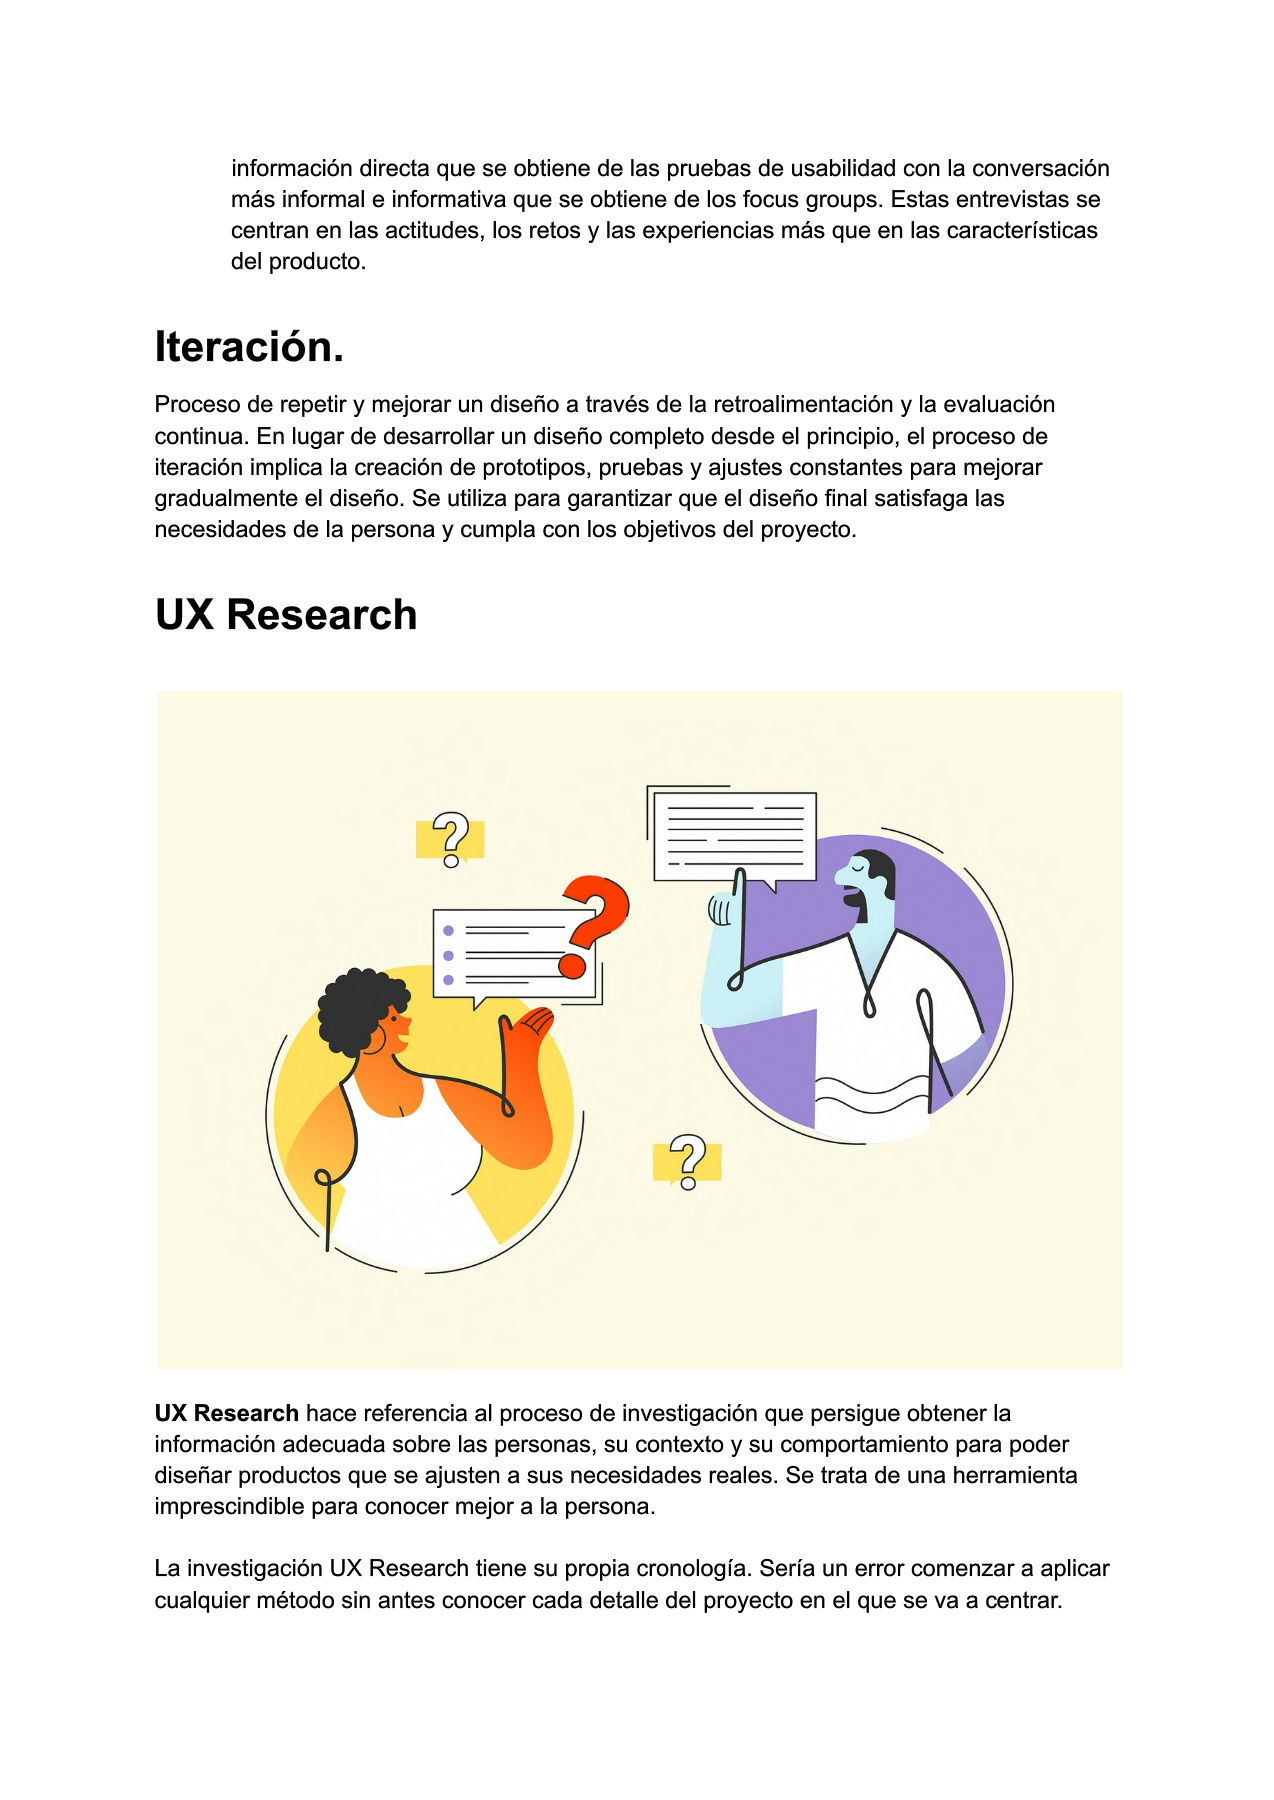 información directa que se obtiene de las pruebas de usabilidad con la conversación
más informal e informativa que se obtiene de los focus groups. Estas entrevistas se
centran en las actitudes, los retos y las experiencias más que en las características
del producto.
Iteración.
Proceso de repetir y mejorar un diseño a través de la retroalimentación y la evaluación
continua. En lugar de desarrollar un diseño completo desde el principio, el proceso de
iteración implica la creación de prototipos, pruebas y ajustes constantes para mejorar
gradualmente el diseño. Se utiliza para garantizar que el diseño final satisfaga las
necesidades de la persona y cumpla con los objetivos del proyecto.
UX Research
?
?
?
UX Research hace referencia al proceso de investigación que persigue obtener la
información adecuada sobre las personas, su contexto y su comportamiento para poder
diseñar productos que se ajusten a sus necesidades reales. Se trata de una herramienta
imprescindible para conocer mejor a la persona.
La investigación UX Research tiene su propia cronología. Sería un error comenzar a aplicar
cualquier método sin antes conocer cada detalle del proyecto en el que se va a centrar.